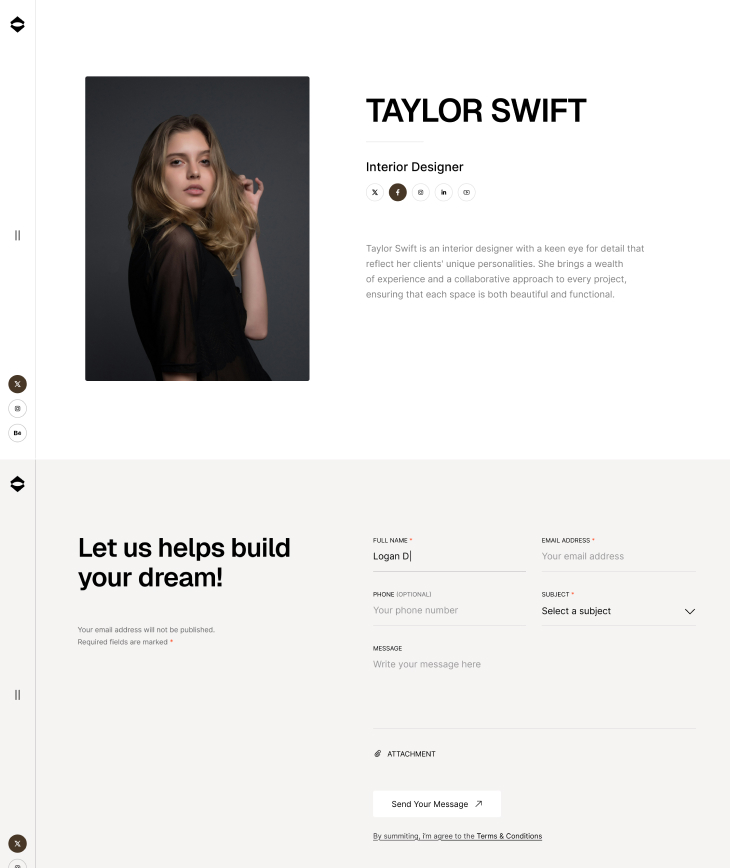 TAYLOR SWIFT
Interior Designer
Taylor Swift is an interior designer with a keen eye for detail that
reflect her clients' unique personalities. She brings a wealth
of experience and a collaborative approach to every project,
ensuring that each space is both beautiful and functional.
Bē
Let us helps build
your dream!
Your email address will not be published.
Required fields are marked *
FULL NAME *
Logan D
EMAIL ADDRESS *
Your email address
PHONE (OPTIONAL)
Your phone number
SUBJECT *
Select a subject
MESSAGE
Write your message here
ATTACHMENT
Send Your Message
By summiting, i'm agree to the Terms & Conditions